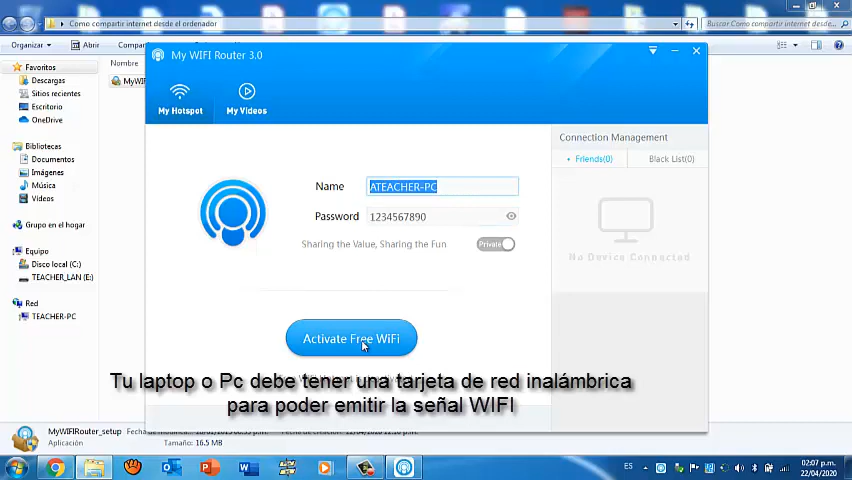 Como compartir internet desde el ordenador
Buscar Como compartir internet
Organizar
Abrir
My WIFI Router 3.0
Favoritos
Descargas
Sitios recientes
Escritorio
OneDrive
Bibliotecas
Documentos
Imágenes
Música
Videos
Grupo en el hogar
Equipo
Disco local (C:)
TEACHER_LAN (E:)
Red
TEACHER-PC
Nombre
My Hotspot
My Videos
Name
ATEACHER-PC
Password
1234567890
Sharing the Value, Sharing the Fun
Private
Activate Free WiFi
Connection Management
Friends(0)
Black List(0)
No Device Connected
Tu laptop o Pc debe tener una tarjeta de red inalámbrica
para poder emitir la señal WIFI
MyWIFIRouter_setup
Aplicación
Tamaño: 16.5 MB
ES
02:07 p.m.
22/04/2020